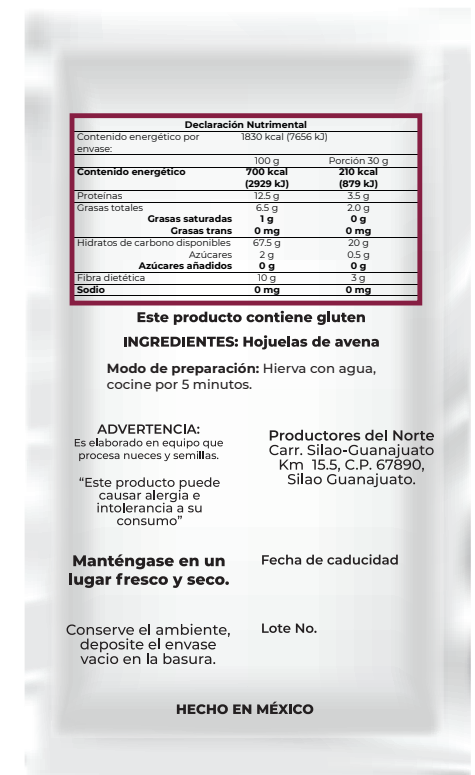 Declaración Nutrimental
Contenido energético por envase: 1830 kcal (7656 kJ)
100 g Porción 30 g
Contenido energético 700 kcal (2929 kJ) 210 kcal (879 kJ)
Proteínas 12.5 g 3.5 g
Grasas totales 6.5 g 2.0 g
Grasas saturadas 1 g 0 g
Grasas trans 0 mg 0 mg
Hidratos de carbono disponibles 67.5 g 20 g
Azúcares 2 g 0.5 g
Azúcares añadidos 0 g 0 g
Fibra dietética 10 g 3 g
Sodio 0 mg 0 mg
Este producto contiene gluten
INGREDIENTES: Hojuelas de avena
Modo de preparación: Hierva con agua,
cocine por 5 minutos.
ADVERTENCIA:
Es elaborado en equipo que
procesa nueces y semillas.
“Este producto puede
causar alergia e
intolerancia a su
consumo”
Productores del Norte
Carr. Silao-Guanajuato
Km 15.5, C.P. 67890,
Silao Guanajuato.
Manténgase en un
lugar fresco y seco.
Fecha de caducidad
Conserve el ambiente,
deposite el envase
vacio en la basura.
Lote No.
HECHO EN MÉXICO